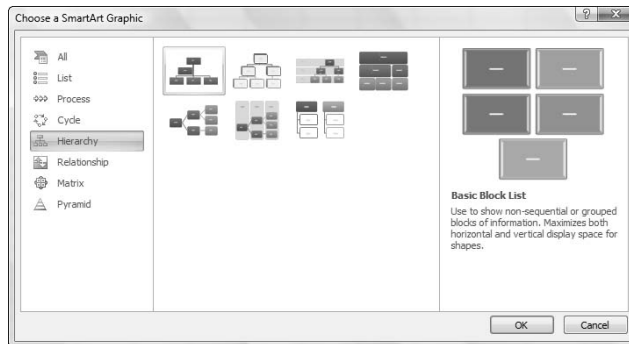 Choose a SmartArt Graphic
All
List
Process
Cycle
Hierarchy
Relationship
Matrix
Pyramid
Basic Block List
Use to show non-sequential or grouped
blocks of information. Maximizes both
horizontal and vertical display space for
shapes.
OK
Cancel